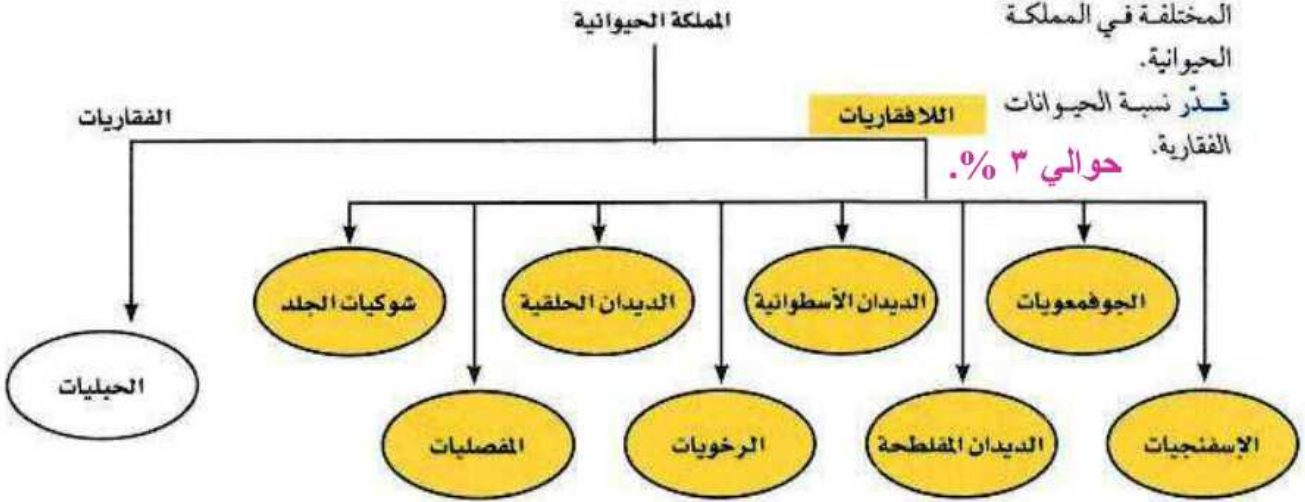 المختلفة في المملكة
الحيوانية.
قدّر نسبة الحيوانات
الفقارية.
حوالي ٣ %.
المملكة الحيوانية
اللافقاريات
الفقاريات
الجوفمعويات
الديدان الأسطوانية
الديدان الحلقية
شوكيات الجلد
الحبليات
الإسفنجيات
الديدان المفلطحة
الرخويات
المفصليات